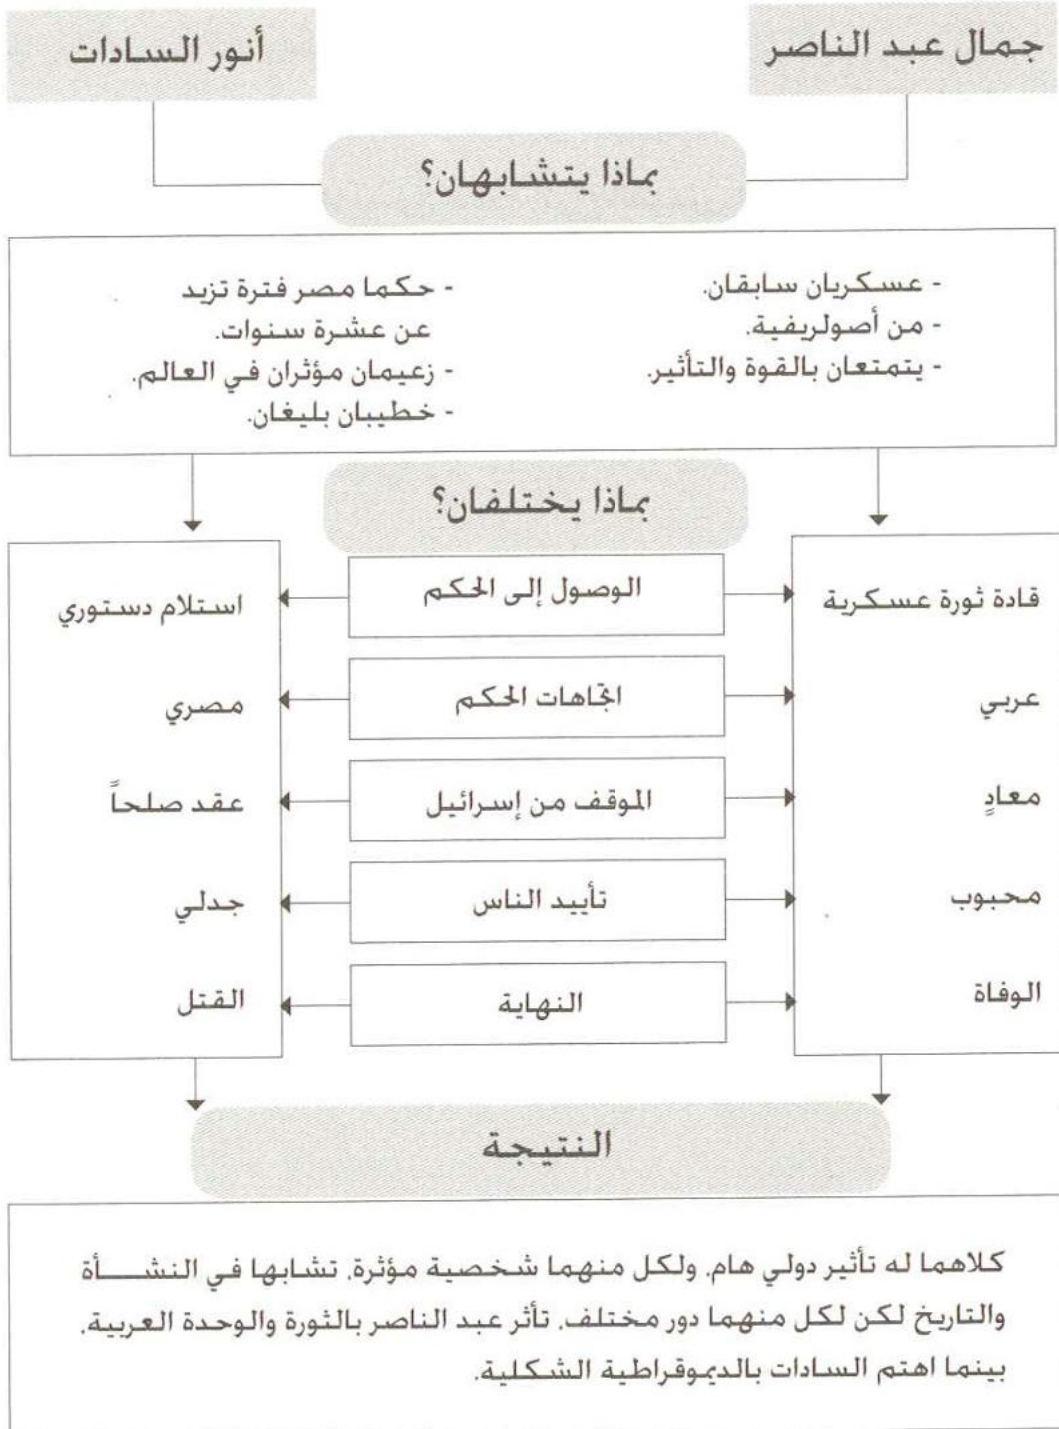 جمال عبد الناصر
أنور السادات
بماذا يتشابهان؟
- عسكريان سابقان.
- من أصولريفية.
- يتمتعان بالقوة والتأثير.
- حكما مصر فترة تزيد
عن عشرة سنوات.
- زعيمان مؤثران في العالم.
- خطيبان بليغان.
بماذا يختلفان؟
قادة ثورة عسكرية
الوصول إلى الحكم
استلام دستوري
عربي
اتجاهات الحكم
مصري
معادٍ
الموقف من إسرائيل
عقد صلحاً
محبوب
تأييد الناس
جدلي
الوفاة
النهاية
القتل
النتيجة
كلاهما له تأثير دولي هام. ولكل منهما شخصية مؤثرة. تشابها في النشـــأة
والتاريخ لكن لكل منهما دور مختلف. تأثر عبد الناصر بالثورة والوحدة العربية.
بينما اهتم السادات بالديموقراطية الشكلية.